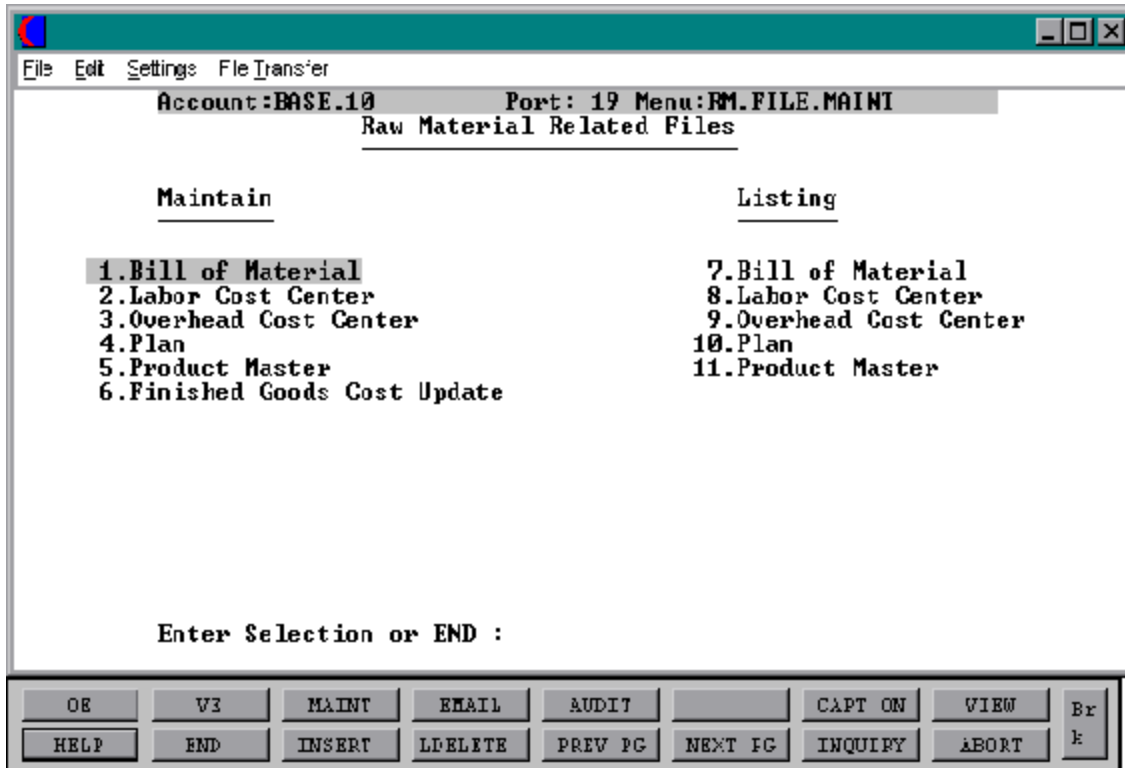 File Edit Settings File Transfer
Account:BASE.10 Port: 19 Menu:RM.FILE.MAINT
Raw Material Related Files
Maintain Listing
1.Bill of Material 7.Bill of Material
2.Labor Cost Center 8.Labor Cost Center
3.Overhead Cost Center 9.Overhead Cost Center
4.Plan 10.Plan
5.Product Master 11.Product Master
6.Finished Goods Cost Update
Enter Selection or END :
OE V3 MAINT EMAIL AUDIT CAPT ON VIEW Br
HELP END INSERT LDELETE PREV PG NEXT PG INQUIRY ABORT k